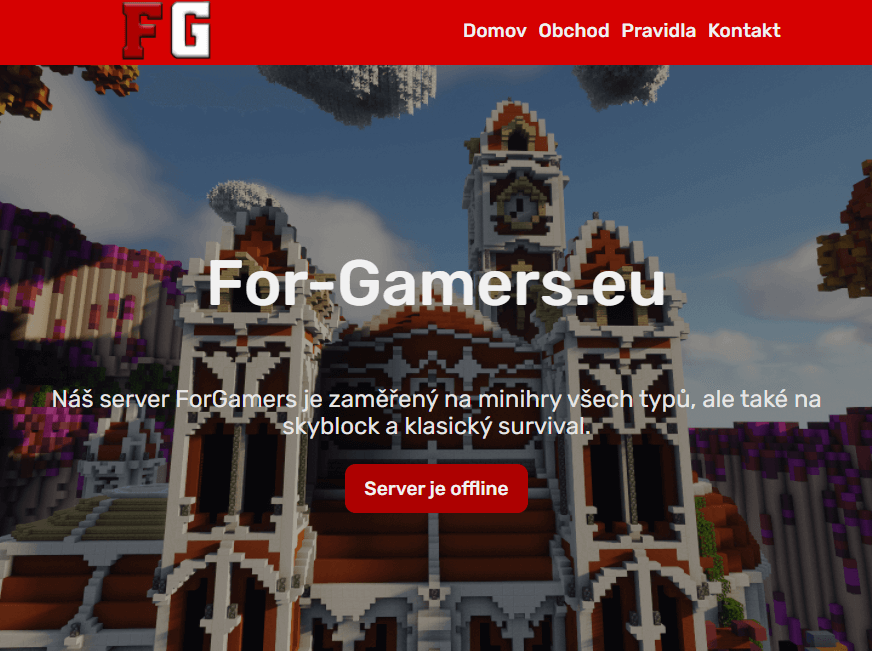 FG
Domov Obchod Pravidla Kontakt
For-Gamers.eu
Náš server ForGamers je zaměřený na minihry všech typů, ale také na
skyblock a klasický survival.
Server je offline